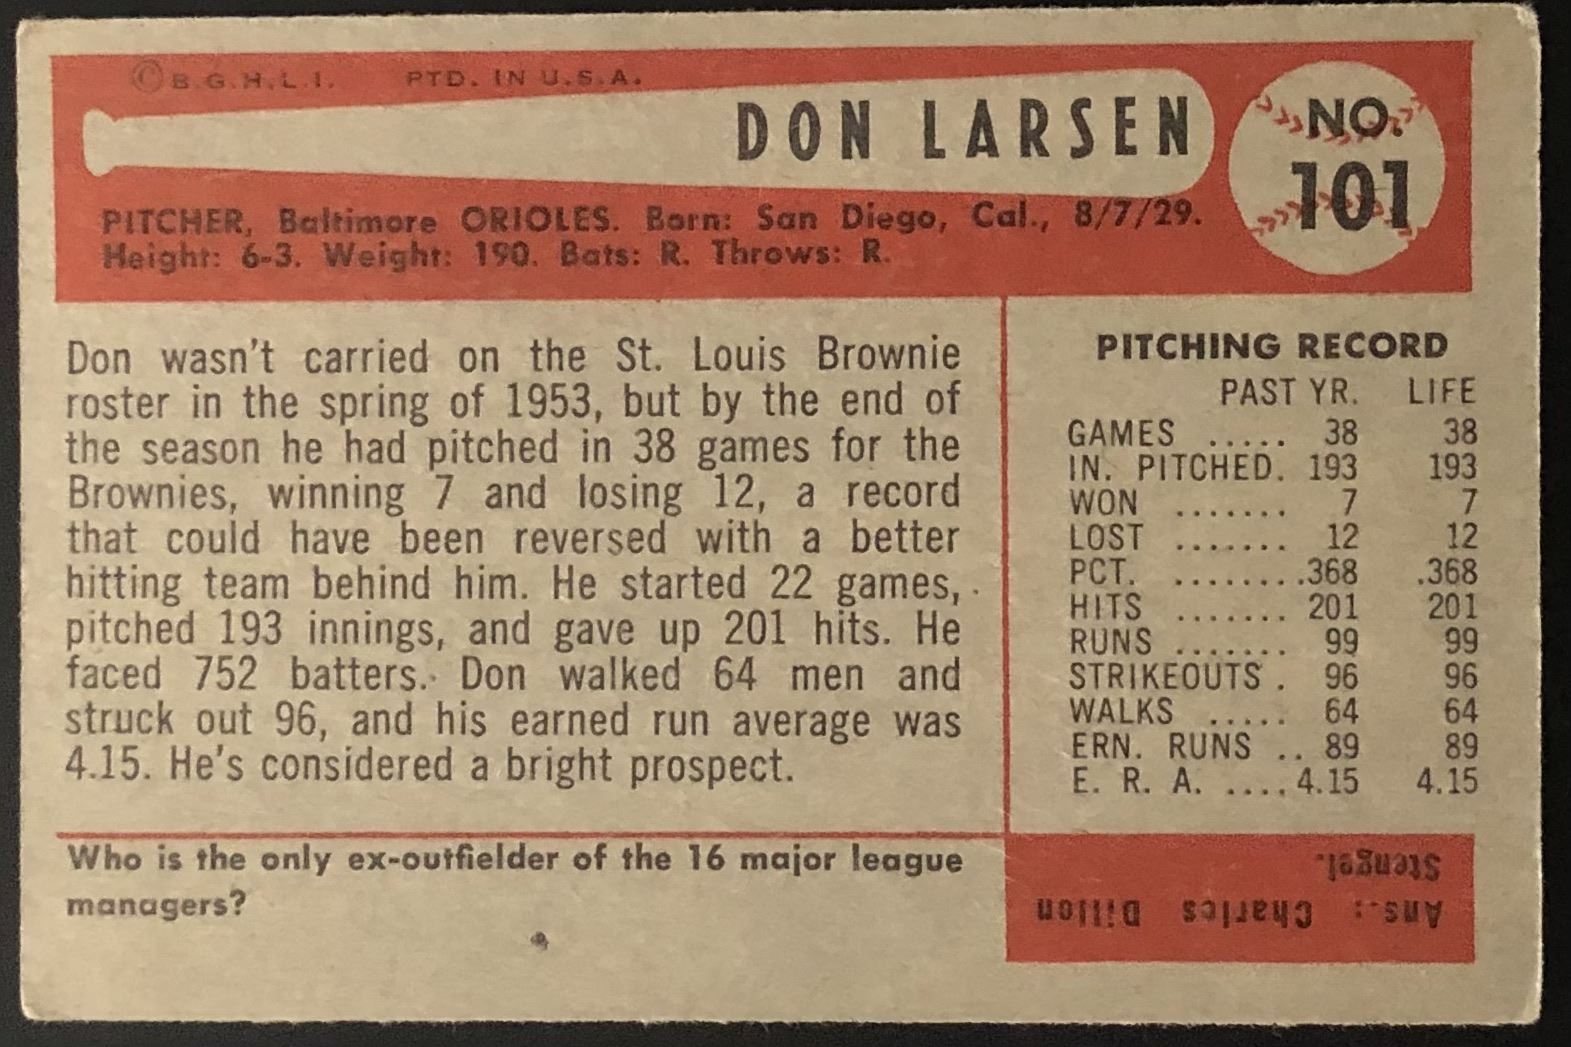 ©B.G.H.L.I. PTD. IN U.S.A.
DON LARSEN
NO.
101
PITCHER, Baltimore ORIOLES. Born: San Diego, Cal., 8/7/29.
Height: 6-3. Weight: 190. Bats: R. Throws: R.
Don wasn't carried on the St. Louis Brownie
roster in the spring of 1953, but by the end of
the season he had pitched in 38 games for the
Brownies, winning 7 and losing 12, a record
that could have been reversed with a better
hitting team behind him. He started 22 games,
pitched 193 innings, and gave up 201 hits. He
faced 752 batters. Don walked 64 men and
struck out 96, and his earned run average was
4.15. He's considered a bright prospect.
PITCHING RECORD
PAST YR. LIFE
GAMES ..... 38 38
IN. PITCHED. 193 193
WON ....... 7 7
LOST ....... 12 12
PCT. ........ .368 .368
HITS ....... 201 201
RUNS ....... 99 99
STRIKEOUTS . 96 96
WALKS ..... 64 64
ERN. RUNS .. 89 89
E. R. A. .... 4.15 4.15
Who is the only ex-outfielder of the 16 major league
managers?
Ans.: Charles Dillon
Stengel.